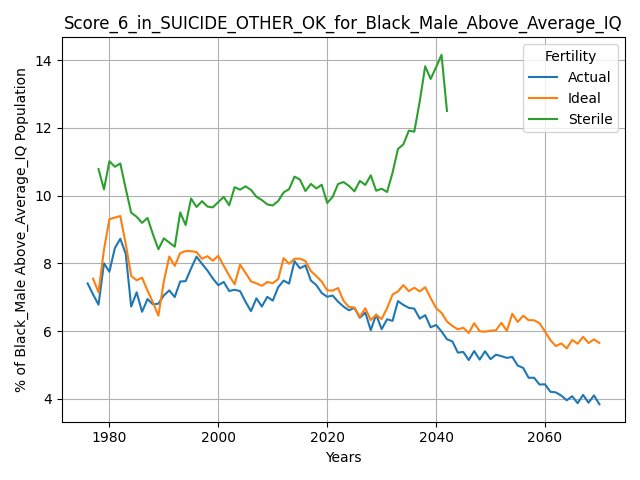 Score_6_in_SUICIDE_OTHER_OK_for_Black_Male_Above_Average_IQ
% of Black_Male Above_Average_IQ Population
14
12
10
8
6
4
Fertility
Actual
Ideal
Sterile
1980
2000
2020
2040
2060
Years